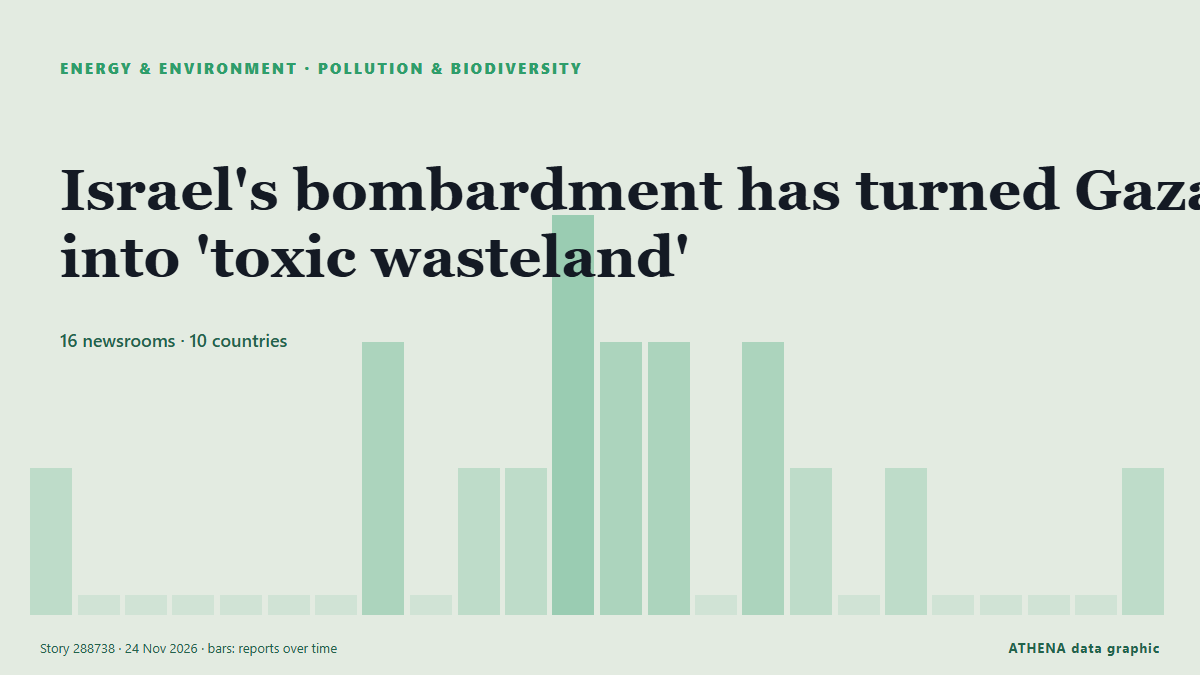 ENERGY & ENVIRONMENT · POLLUTION & BIODIVERSITY
Israel's bombardment has turned Gaza
into 'toxic wasteland'
16 newsrooms · 10 countries
Story 288738 · 24 Nov 2026 · bars: reports over time
ATHENA data graphic